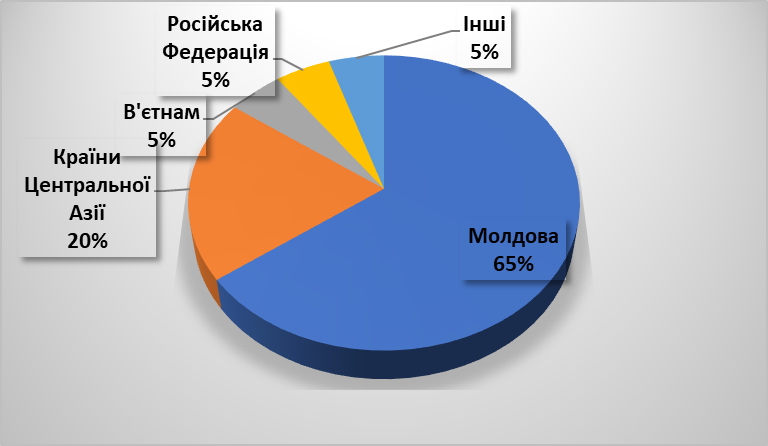 Російська
Федерація
5%
Інші
5%
В'єтнам
5%
Країни
Центральної
Азії
20%
Молдова
65%